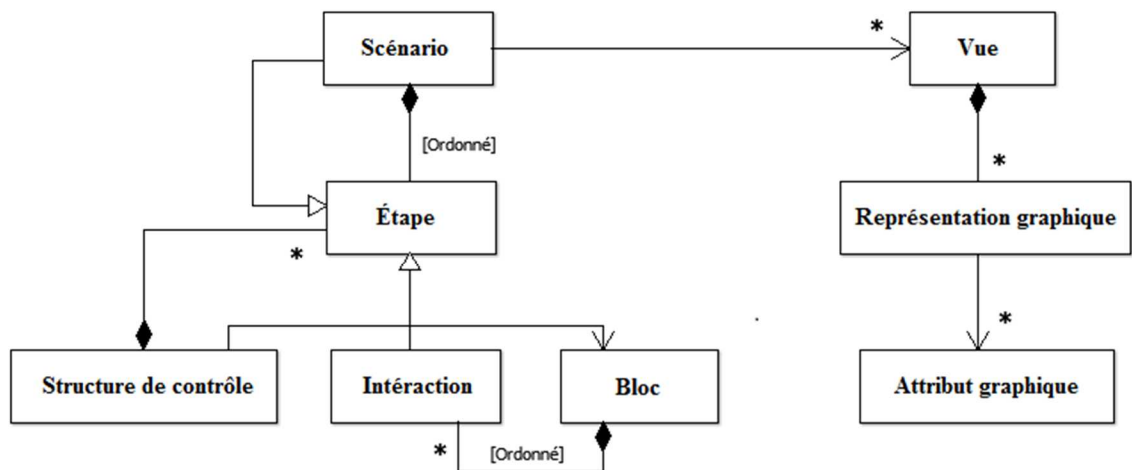 Scénario
*
Vue
[Ordonné]
*
Étape
Représentation graphique
*
*
Structure de contrôle
Intéraction
Bloc
Attribut graphique
*
[Ordonné]